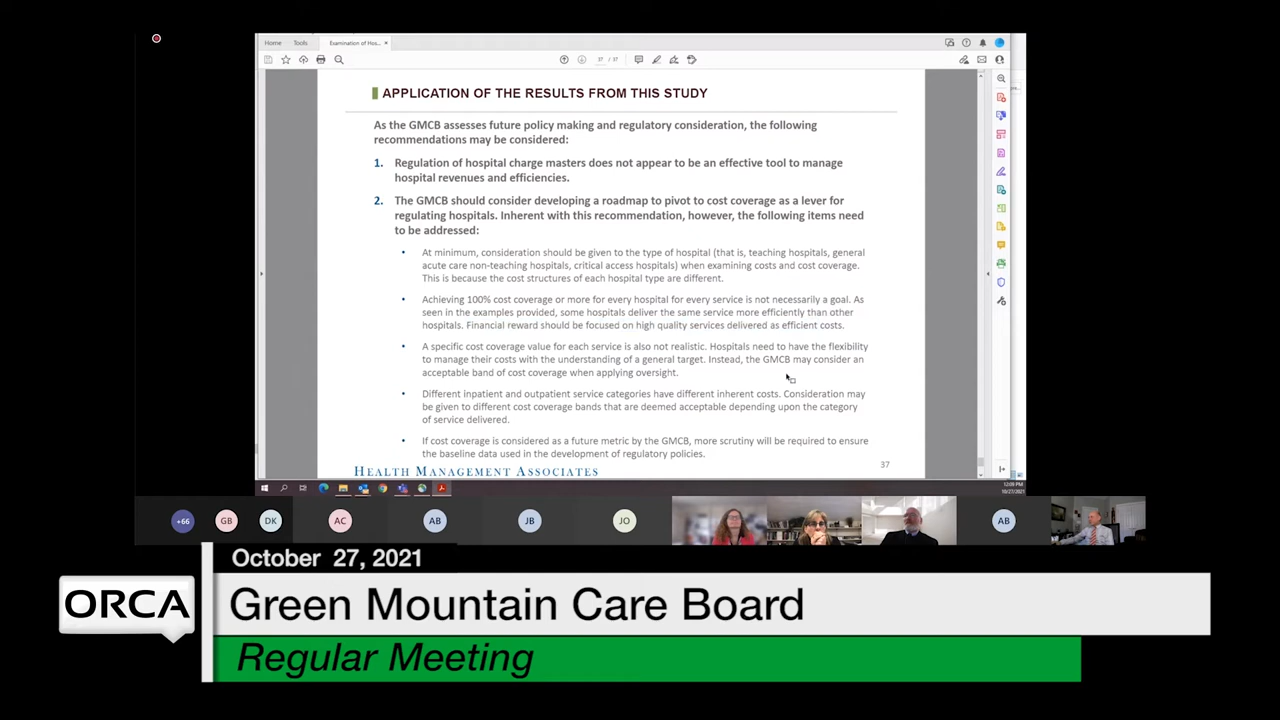 Home Tools Examination of Hos... ×
37 / 37
APPLICATION OF THE RESULTS FROM THIS STUDY
As the GMCB assesses future policy making and regulatory consideration, the following
recommendations may be considered:
1. Regulation of hospital charge masters does not appear to be an effective tool to manage
hospital revenues and efficiencies.
2. The GMCB should consider developing a roadmap to pivot to cost coverage as a lever for
regulating hospitals. Inherent with this recommendation, however, the following items need
to be addressed:
• At minimum, consideration should be given to the type of hospital (that is, teaching hospitals, general
acute care non-teaching hospitals, critical access hospitals) when examining costs and cost coverage.
This is because the cost structures of each hospital type are different.
• Achieving 100% cost coverage or more for every hospital for every service is not necessarily a goal. As
seen in the examples provided, some hospitals deliver the same service more efficiently than other
hospitals. Financial reward should be focused on high quality services delivered as efficient costs.
• A specific cost coverage value for each service is also not realistic. Hospitals need to have the flexibility
to manage their costs with the understanding of a general target. Instead, the GMCB may consider an
acceptable band of cost coverage when applying oversight.
• Different inpatient and outpatient service categories have different inherent costs. Consideration may
be given to different cost coverage bands that are deemed acceptable depending upon the category
of service delivered.
• If cost coverage is considered as a future metric by the GMCB, more scrutiny will be required to ensure
the baseline data used in the development of regulatory policies.
HEALTH MANAGEMENT ASSOCIATES
37
12:09 PM
10/27/2021
+66 GB DK AC AB JB JO AB
October 27, 2021
ORCA
Green Mountain Care Board
Regular Meeting